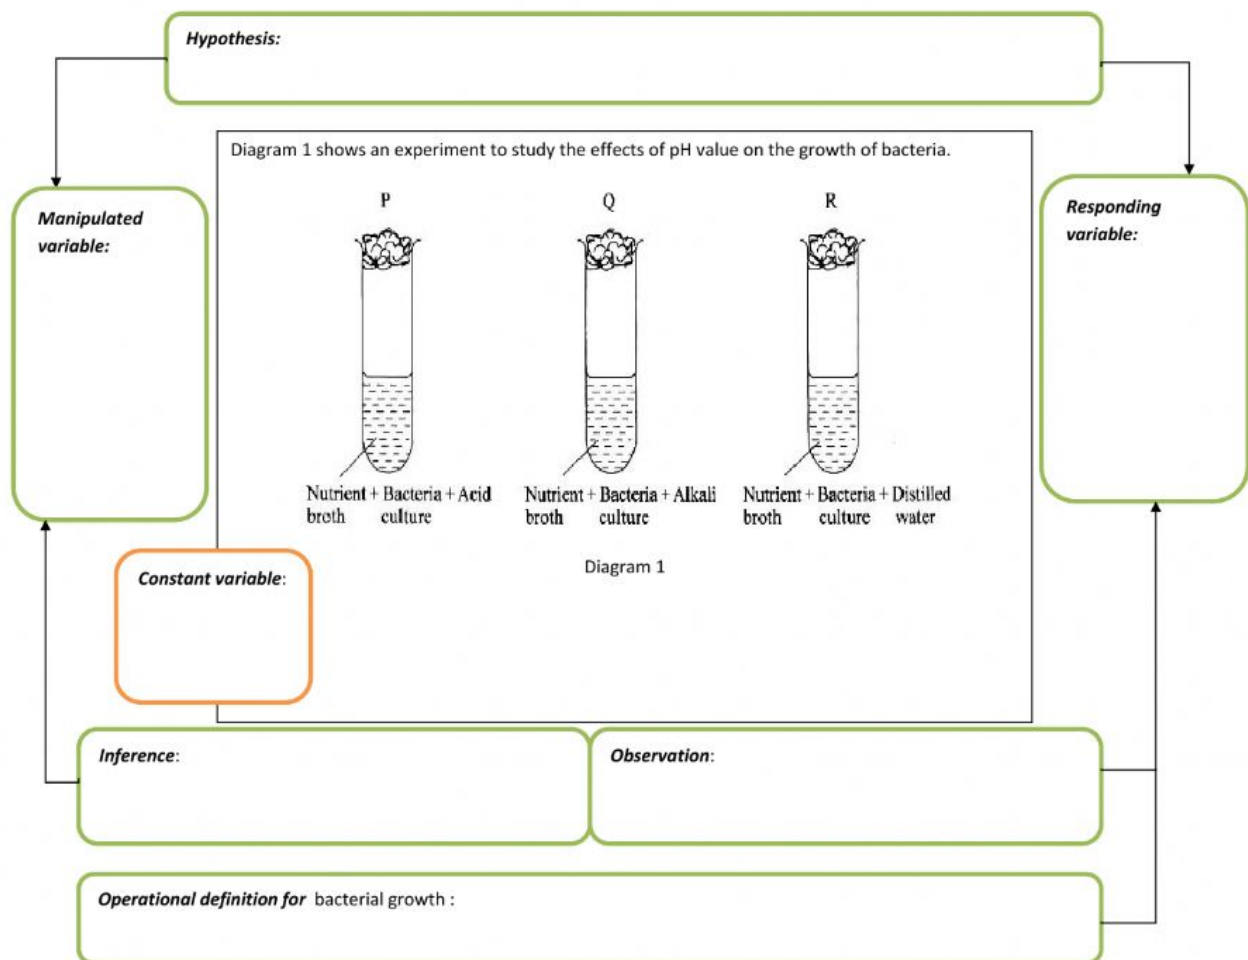 Hypothesis:
Diagram 1 shows an experiment to study the effects of pH value on the growth of bacteria.
Manipulated
variable:
Responding
variable:
P Q R
Nutrient + Bacteria + Acid
broth culture
Nutrient + Bacteria + Alkali
broth culture
Nutrient + Bacteria + Distilled
broth culture water
Diagram 1
Constant variable:
Inference:
Observation:
Operational definition for bacterial growth :